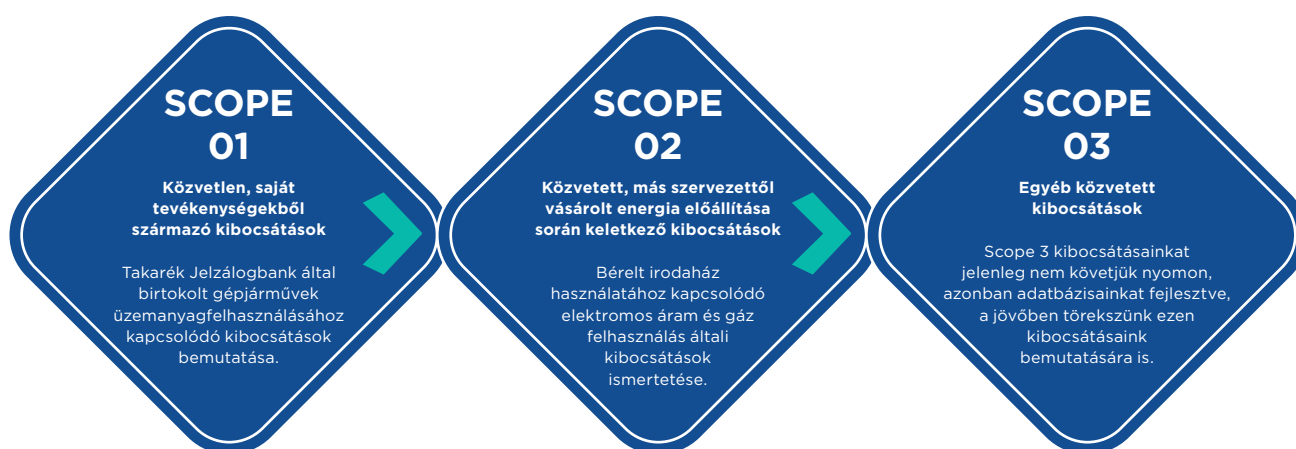 SCOPE
01
Közvetlen, saját
tevékenységekből
származó kibocsátások
Takarék Jelzálogbank által
birtokolt gépjárművek
üzemanyagfelhasználásához
kapcsolódó kibocsátások
bemutatása.
SCOPE
02
Közvetett, más szervezettől
vásárolt energia előállítása
során keletkező kibocsátások
Bérelt irodaház
használatához kapcsolódó
elektromos áram és gáz
felhasználás általi
kibocsátások
ismertetése.
SCOPE
03
Egyéb közvetett
kibocsátások
Scope 3 kibocsátásainkat
jelenleg nem követjük nyomon,
azonban adatbázisainkat fejlesztve,
a jövőben törekszünk ezen
kibocsátásaink
bemutatására is.